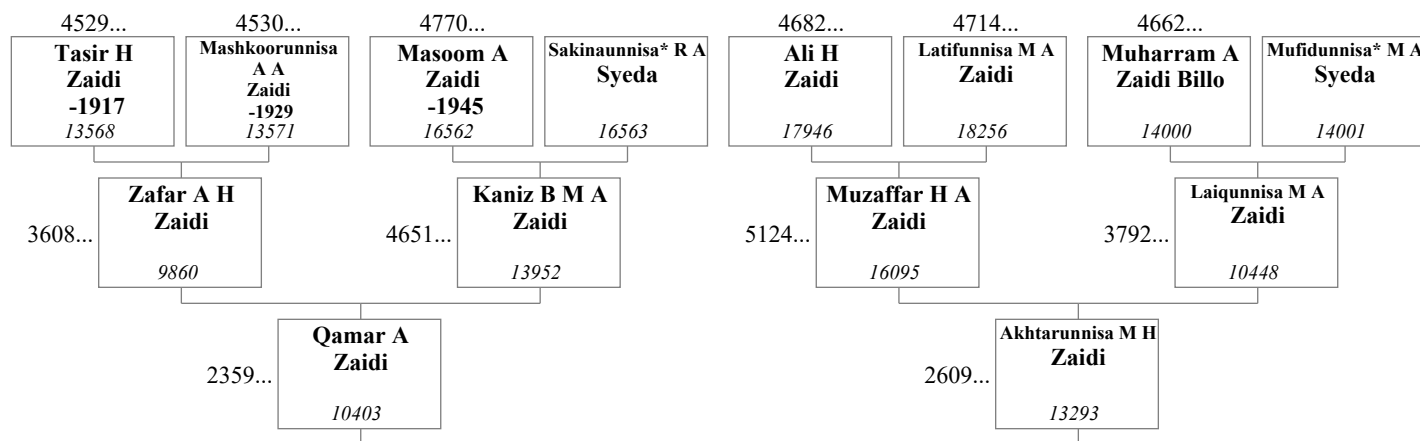 4529...
4530...
4770...
4682...
4714...
4662...
Tasir H
Zaidi
-1917
13568
Mashkoorunnisa
A A
Zaidi
-1929
13571
Masoom A
Zaidi
-1945
16562
Sakinaunnisa* R A
Syeda
16563
Ali H
Zaidi
17946
Latifunnisa M A
Zaidi
18256
Muharram A
Zaidi Billo
14000
Mufidunnisa* M A
Syeda
14001
3608...
Zafar A H
Zaidi
9860
4651...
Kaniz B M A
Zaidi
13952
5124...
Muzaffar H A
Zaidi
16095
3792...
Laiqunnisa M A
Zaidi
10448
2359...
Qamar A
Zaidi
10403
2609...
Akhtarunnisa M H
Zaidi
13293